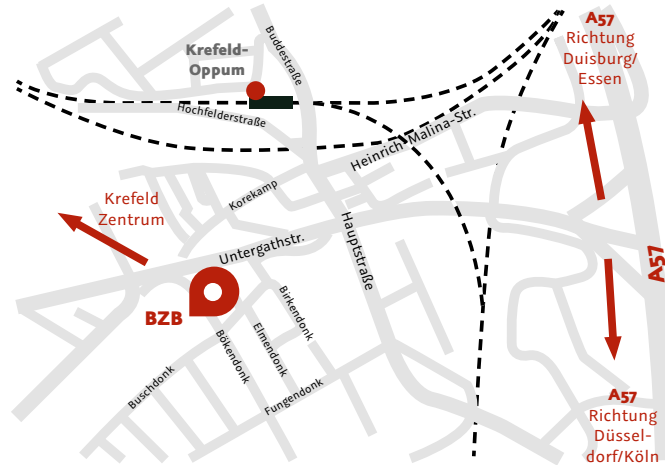 A57
Richtung
Duisburg/
Essen
Buddestraße
Krefeld-
Oppum
Hochfelderstraße
Heinrich-Malina-Str.
Korekamp
Krefeld
Zentrum
Hauptstraße
Untergathstr.
A57
BZB
Birkendonk
Elmendonk
Bökendonk
Buschdonk
Fungendonk
A57
Richtung
Düssel-
dorf/Köln